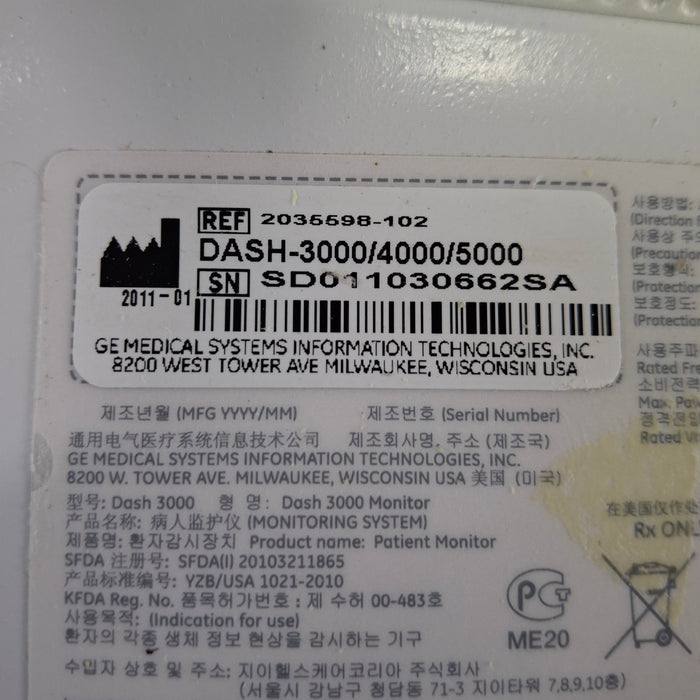 REF 2035598-102
DASH-3000/4000/5000
2011-01 SN SD011030662SA
GE MEDICAL SYSTEMS INFORMATION TECHNOLOGIES, INC.
8200 WEST TOWER AVE MILWAUKEE, WISCONSIN USA
제조년월 (MFG YYYY/MM) 제조번호 (Serial Number)
通用电气医疗系统信息技术公司 제조회사명, 주소 (제조국)
GE MEDICAL SYSTEMS INFORMATION TECHNOLOGIES, INC.
8200 W. TOWER AVE. MILWAUKEE, WISCONSIN USA 美国 (미국)
型号: Dash 3000 형 명: Dash 3000 Monitor
产品名称: 病人监护仪 (MONITORING SYSTEM)
제품명: 환자감시장치 Product name: Patient Monitor
SFDA 注册号: SFDA(I) 20103211865
产品标准编号: YZB/USA 1021-2010
KFDA Reg. No. 품목허가번호 : 제 수허 00-483호
사용목적: (Indication for use)
환자의 각종 생체 정보 현상을 감시하는 기구
수입자 상호 및 주소: 지이헬스케어코리아 주식회사
(서울시 강남구 청담동 71-3 지이타워 7,8,9,10층)
사용방법:
(Direction
사용상
(Precaution
보호형식:
(Protection
보호정도:
(Protection
사용주파
Rated Fre
소비전력
Max. Pow
정격전압
Rated
在美国仅作处
Rx ONL
PC
ME20